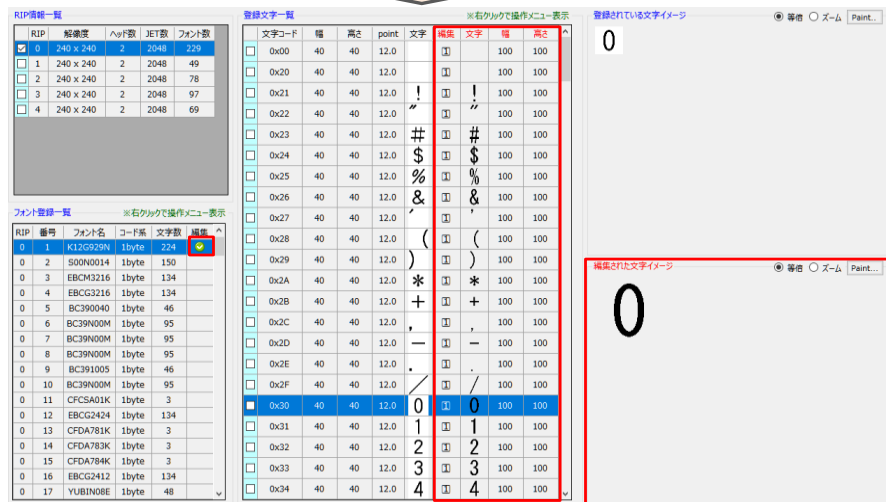 RIP情報一覧
RIP 解像度 ヘッド数 JET数 フォント数
0 240 x 240 2 2048 229
1 240 x 240 2 2048 49
2 240 x 240 2 2048 78
3 240 x 240 2 2048 97
4 240 x 240 2 2048 69
フォント登録一覧 ※右クリックで操作メニュー表示
RIP 番号 フォント名 コード系 文字数 編集
0 1 K12G929N 1byte 224
0 2 S00N0014 1byte 150
0 3 EBCM3216 1byte 134
0 4 EBCG3216 1byte 134
0 5 BC390040 1byte 46
0 6 BC39N00M 1byte 95
0 7 BC39N00M 1byte 95
0 8 BC39N00M 1byte 95
0 9 BC391005 1byte 46
0 10 BC39N00M 1byte 95
0 11 CFCSA01K 1byte 3
0 12 EBCG2424 1byte 134
0 13 CFDA781K 1byte 3
0 14 CFDA783K 1byte 3
0 15 CFDA784K 1byte 3
0 16 EBCG2412 1byte 134
0 17 YUBIN08E 1byte 48
登録文字一覧 ※右クリックで操作メニュー表示
文字コード 幅 高さ point 文字 編集 文字 幅 高さ
0x00 40 40 12.0 1 100 100
0x20 40 40 12.0 1 100 100
0x21 40 40 12.0 ! 1 ! 100 100
0x22 40 40 12.0 " 1 " 100 100
0x23 40 40 12.0 # 1 # 100 100
0x24 40 40 12.0 $ 1 $ 100 100
0x25 40 40 12.0 % 1 % 100 100
0x26 40 40 12.0 & 1 & 100 100
0x27 40 40 12.0 ' 1 ' 100 100
0x28 40 40 12.0 ( 1 ( 100 100
0x29 40 40 12.0 ) 1 ) 100 100
0x2A 40 40 12.0 * 1 * 100 100
0x2B 40 40 12.0 + 1 + 100 100
0x2C 40 40 12.0 , 1 , 100 100
0x2D 40 40 12.0 − 1 − 100 100
0x2E 40 40 12.0 . 1 . 100 100
0x2F 40 40 12.0 / 1 / 100 100
0x30 40 40 12.0 0 1 0 100 100
0x31 40 40 12.0 1 1 1 100 100
0x32 40 40 12.0 2 1 2 100 100
0x33 40 40 12.0 3 1 3 100 100
0x34 40 40 12.0 4 1 4 100 100
登録されている文字イメージ 等倍 ズーム Paint...
0
編集された文字イメージ 等倍 ズーム Paint...
0